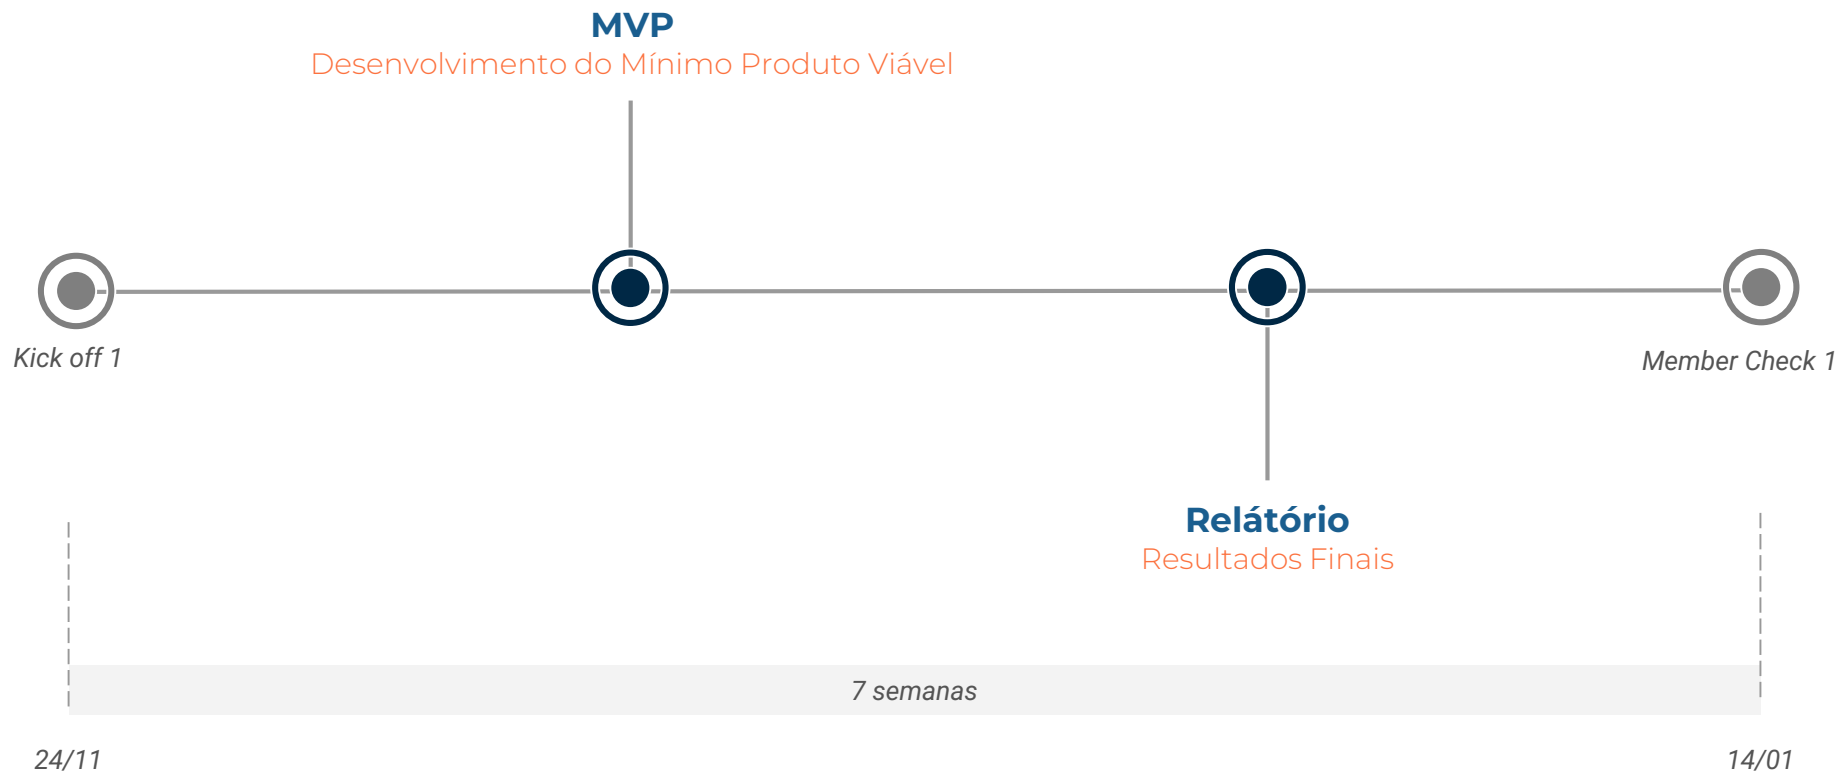 MVP
Desenvolvimento do Mínimo Produto Viável
Kick off 1
Member Check 1
Relátório
Resultados Finais
7 semanas
24/11
14/01